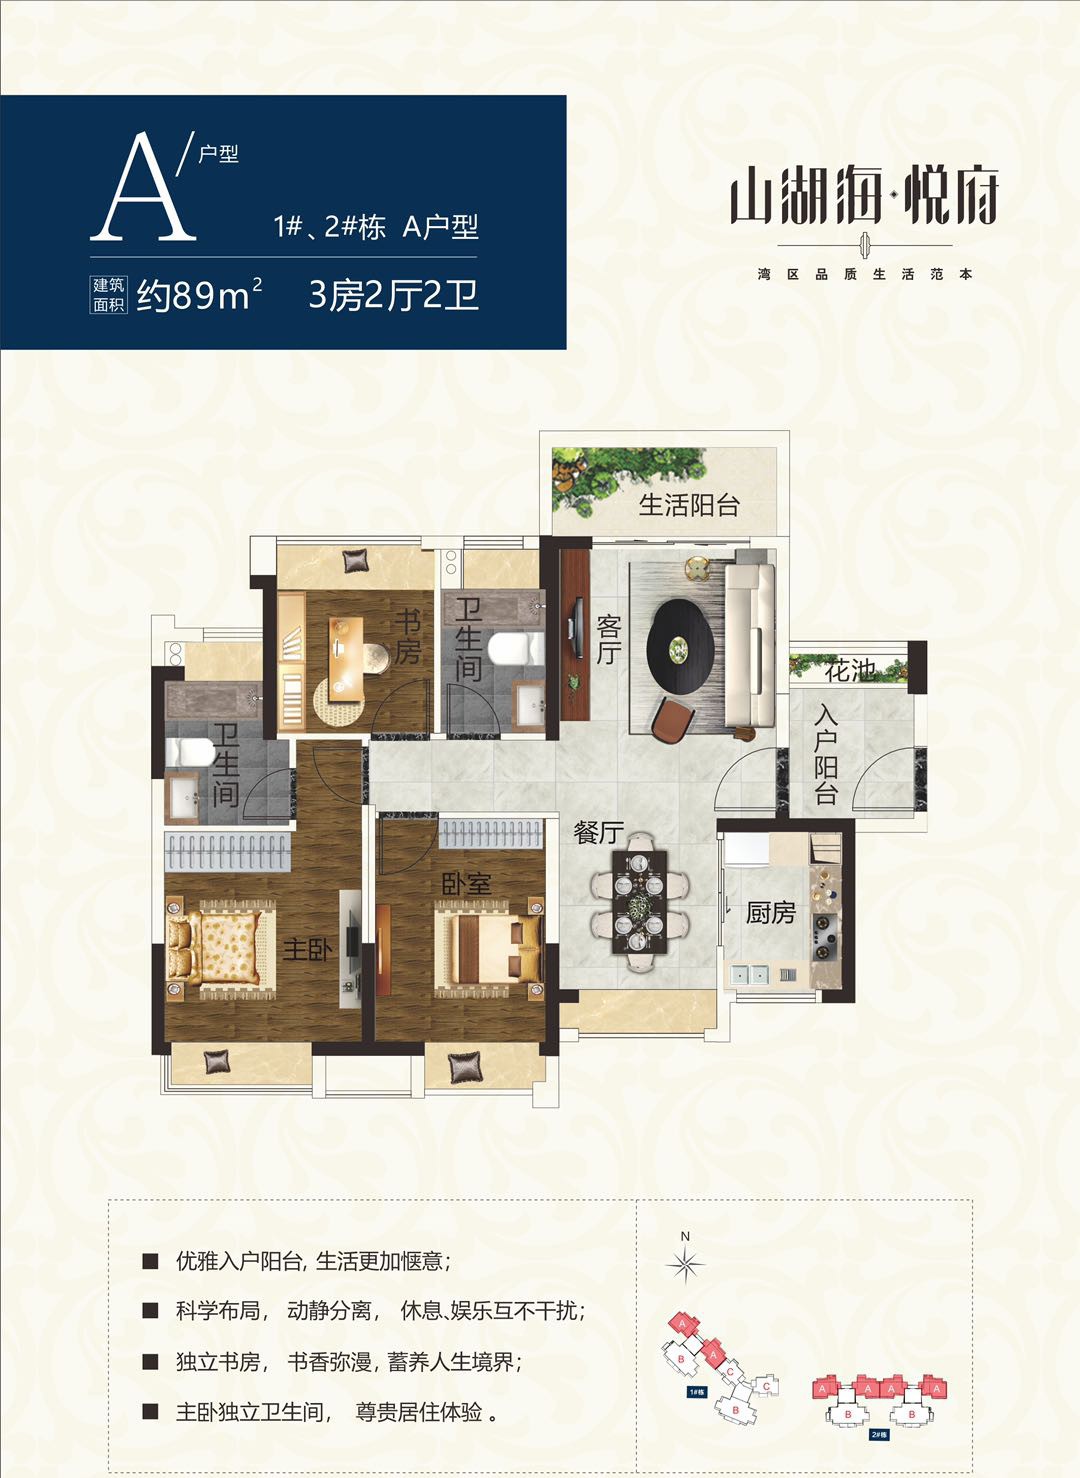 A/户型
1#、2#栋 A户型
建筑面积 约89m² 3房2厅2卫
山湖海·悦府
湾区品质生活范本
生活阳台
书房
卫生间
客厅
花池
卫生间
入户阳台
餐厅
卧室
厨房
主卧
■ 优雅入户阳台, 生活更加惬意;
■ 科学布局， 动静分离， 休息、娱乐互不干扰;
■ 独立书房， 书香弥漫, 蓄养人生境界;
■ 主卧独立卫生间， 尊贵居住体验 。
N
A
B
A
C
C
B
1#栋
A A A A
B B
2#栋